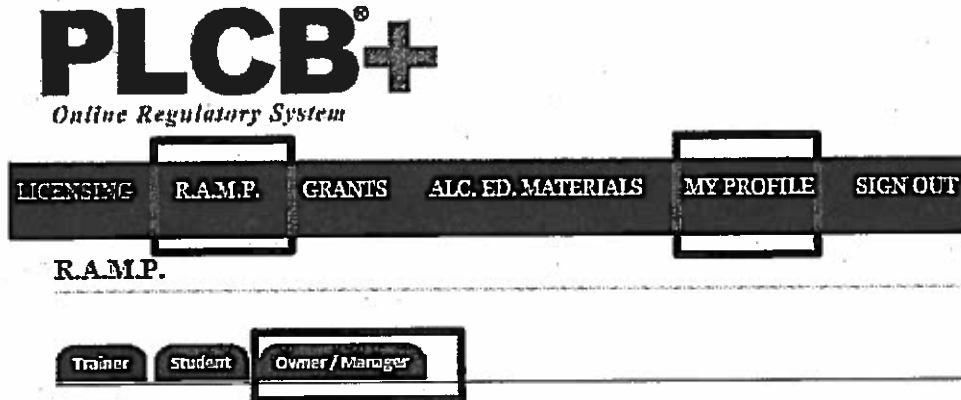 PLCB®+
Online Regulatory System
LICENSING R.A.M.P. GRANTS ALC. ED. MATERIALS MY PROFILE SIGN OUT
R.A.M.P.
Trainer Student Owner / Manager